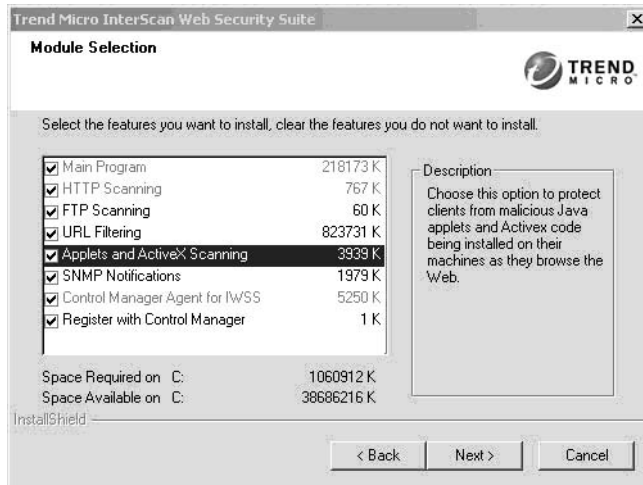 Trend Micro InterScan Web Security Suite
Module Selection
TREND
MICRO
Select the features you want to install, clear the features you do not want to install.
Main Program 218173 K
HTTP Scanning 767 K
FTP Scanning 60 K
URL Filtering 823731 K
Applets and ActiveX Scanning 3939 K
SNMP Notifications 1979 K
Control Manager Agent for IWSS 5250 K
Register with Control Manager 1 K
Description
Choose this option to protect
clients from malicious Java
applets and Activex code
being installed on their
machines as they browse the
Web.
Space Required on C: 1060912 K
Space Available on C: 38686216 K
InstallShield
< Back
Next >
Cancel